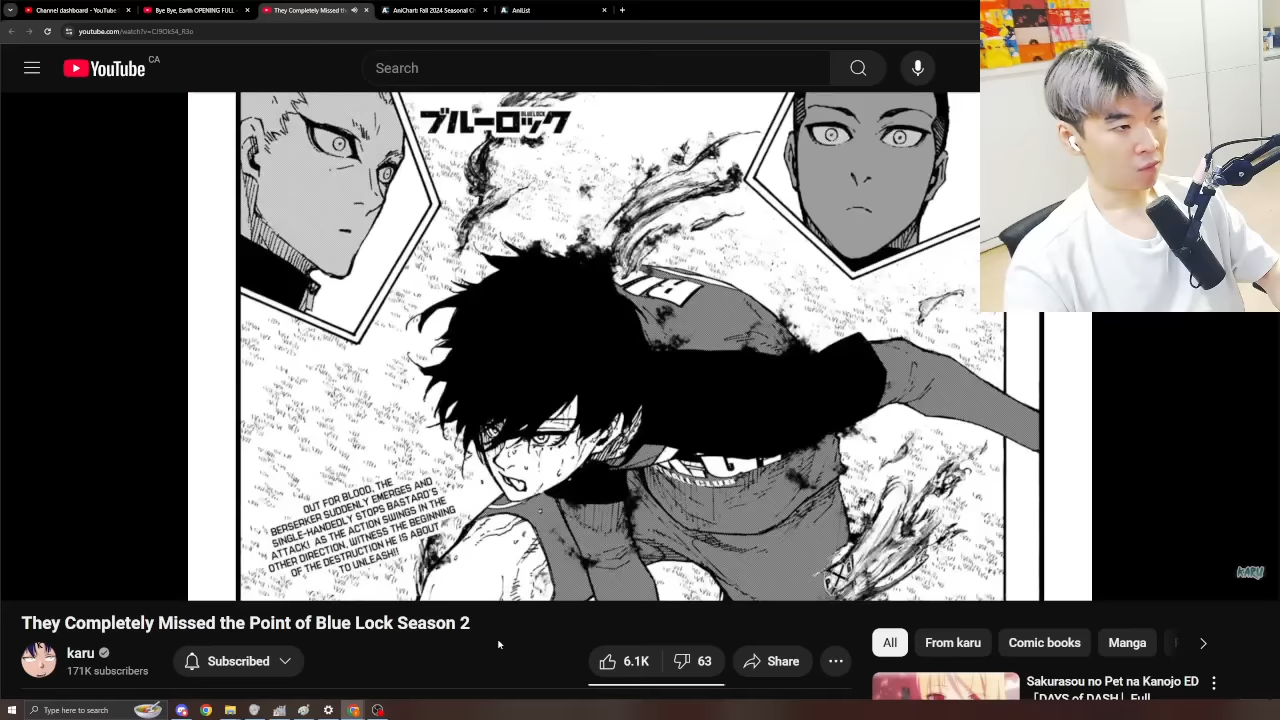 Channel dashboard - YouTube
Bye Bye, Earth OPENING FULL
They Completely Missed th
AniChart: Fall 2024 Seasonal Ch
AniList
youtube.com/watch?v=
YouTube
CA
Search
ブルーロック
BLUELOCK
OUT FOR BLOOD, THE
BERSERKER SUDDENLY EMERGES AND
SINGLE-HANDEDLY STOPS BASTARD'S
ATTACK! AS THE ACTION SWINGS IN THE
OTHER DIRECTION, WITNESS THE BEGINNING
OF THE DESTRUCTION HE IS ABOUT
TO UNLEASH!!
KARU
They Completely Missed the Point of Blue Lock Season 2
karu
171K subscribers
Subscribed
6.1K
63
Share
All
From karu
Comic books
Manga
Sakurasou no Pet na Kanojo ED
「DAYS of DASH」Full
Type here to search